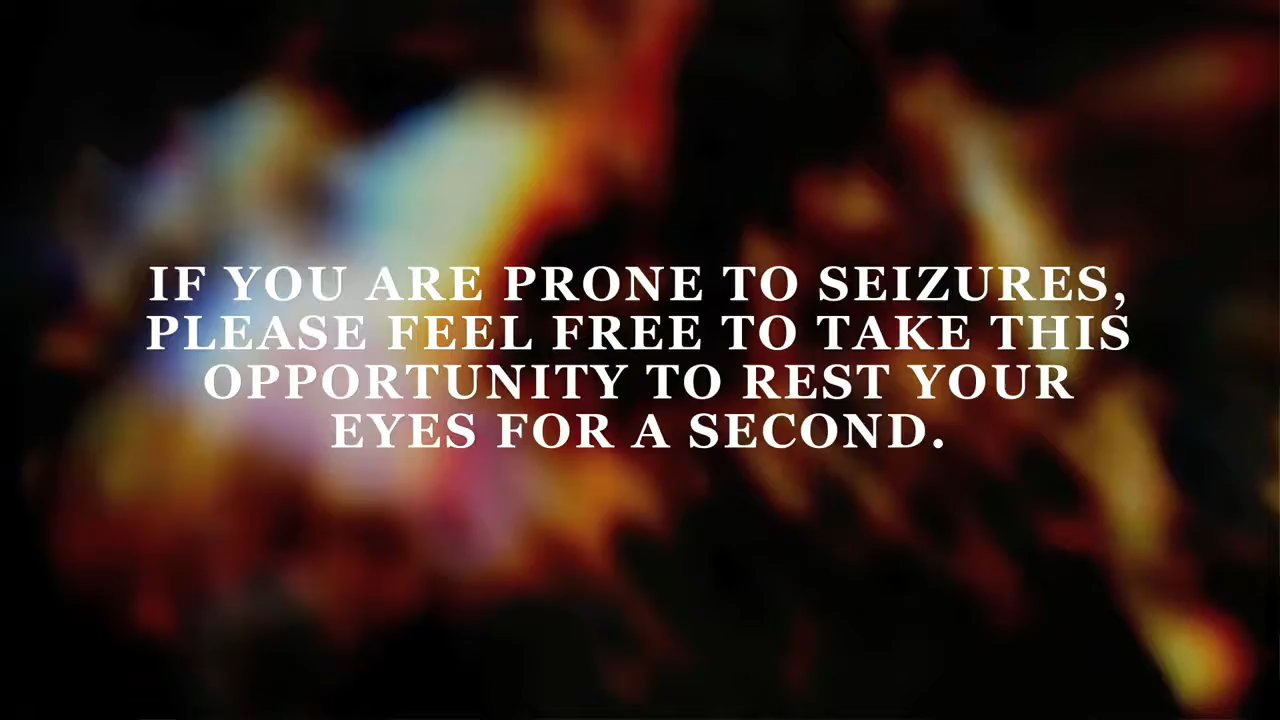 IF YOU ARE PRONE TO SEIZURES,
PLEASE FEEL FREE TO TAKE THIS
OPPORTUNITY TO REST YOUR
EYES FOR A SECOND.